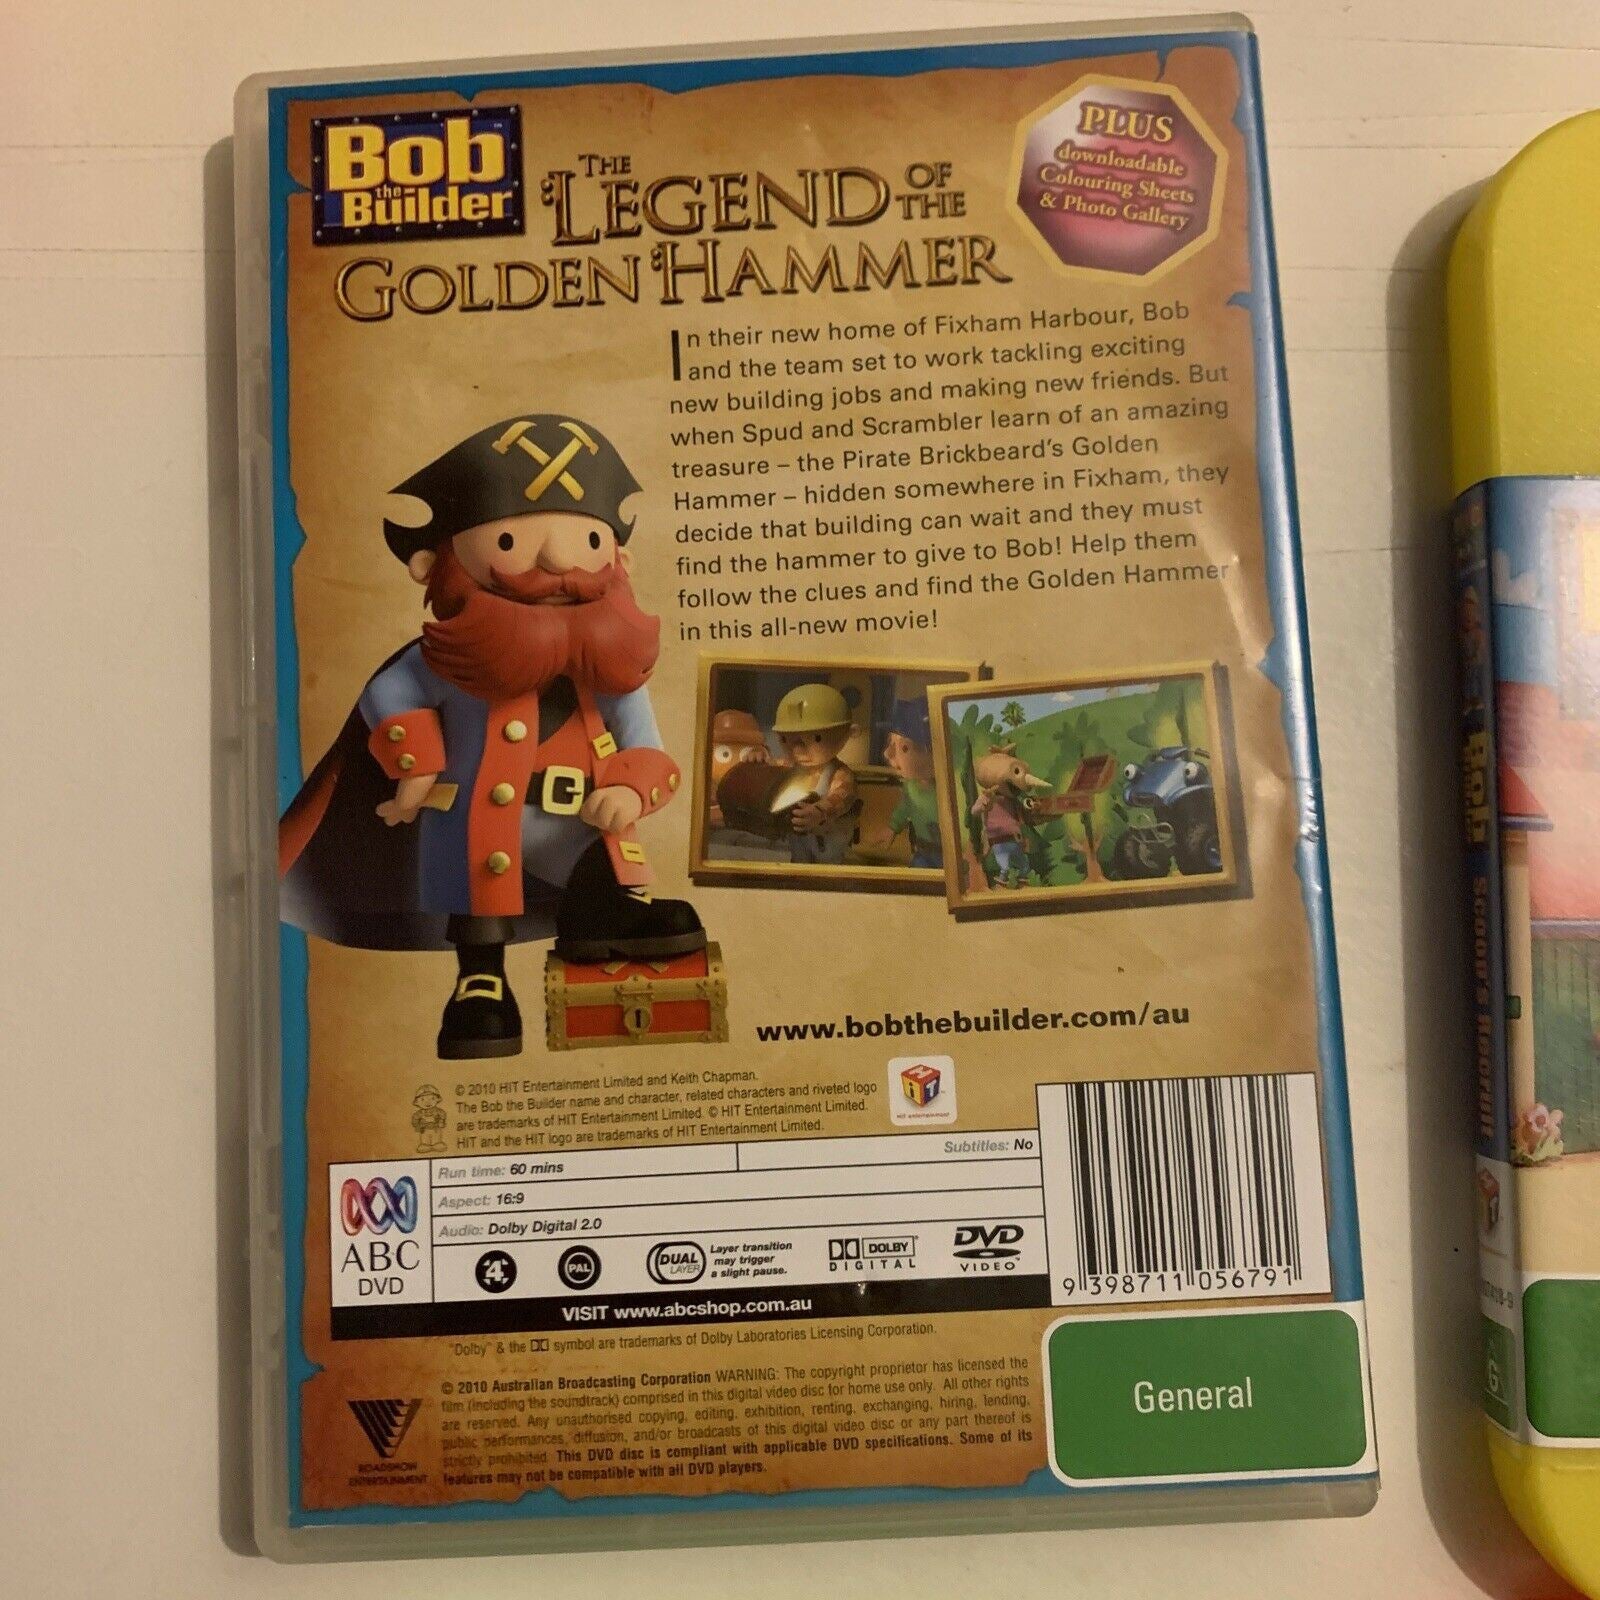 Bob
the
Builder
THE
LEGEND OF THE
GOLDEN HAMMER
PLUS
downloadable
Colouring Sheets
& Photo Gallery
In their new home of Fixham Harbour, Bob
and the team set to work tackling exciting
new building jobs and making new friends. But
when Spud and Scrambler learn of an amazing
treasure – the Pirate Brickbeard's Golden
Hammer – hidden somewhere in Fixham, they
decide that building can wait and they must
find the hammer to give to Bob! Help them
follow the clues and find the Golden Hammer
in this all-new movie!
www.bobthebuilder.com/au
© 2010 HIT Entertainment Limited and Keith Chapman.
The Bob the Builder name and character, related characters and riveted logo
are trademarks of HIT Entertainment Limited. © HIT Entertainment Limited.
HIT and the HIT logo are trademarks of HIT Entertainment Limited.
HIT
hit entertainment
ABC
DVD
Run time: 60 mins
Subtitles: No
Aspect: 16:9
Audio: Dolby Digital 2.0
4
PAL
DUAL
LAYER
Layer transition
may trigger
a slight pause.
DOLBY
DIGITAL
DVD
VIDEO
9 398711 056791
VISIT www.abcshop.com.au
"Dolby" & the symbol are trademarks of Dolby Laboratories Licensing Corporation.
© 2010 Australian Broadcasting Corporation WARNING: The copyright proprietor has licensed the
film (including the soundtrack) comprised in this digital video disc for home use only. All other rights
are reserved. Any unauthorised copying, editing, exhibition, renting, exchanging, hiring, lending,
public performances, diffusion, and/or broadcasts of this digital video disc or any part thereof is
strictly prohibited. This DVD disc is compliant with applicable DVD specifications. Some of its
features may not be compatible with all DVD players.
ROADSHOW
ENTERTAINMENT
General
Bob
Scoop's Recruit
G